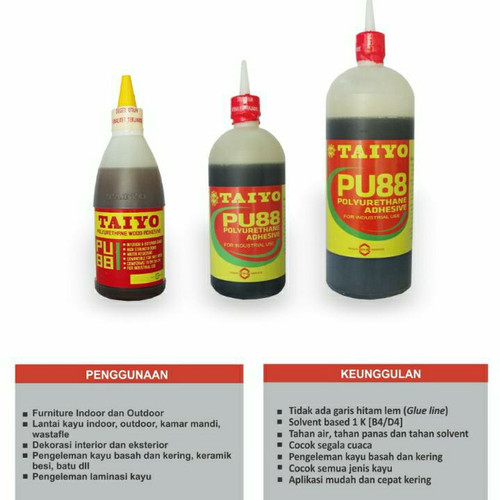 TAIYO
POLYURETHANE WOOD ADHESIVE
PU
88
TAIYO
PU88
POLYURETHANE
ADHESIVE
FOR INDUSTRIAL USE
TAIYO
PU88
POLYURETHANE
ADHESIVE
FOR INDUSTRIAL USE
PENGGUNAAN
Furniture Indoor dan Outdoor
Lantai kayu indoor, outdoor, kamar mandi,
wastafle
Dekorasi interior dan eksterior
Pengeleman kayu basah dan kering, keramik
besi, batu dll
Pengeleman laminasi kayu
KEUNGGULAN
Tidak ada garis hitam lem (Glue line)
Solvent based 1 K [B4/D4]
Tahan air, tahan panas dan tahan solvent
Cocok segala cuaca
Pengeleman kayu basah dan kering
Cocok semua jenis kayu
Aplikasi mudah dan cepat kering